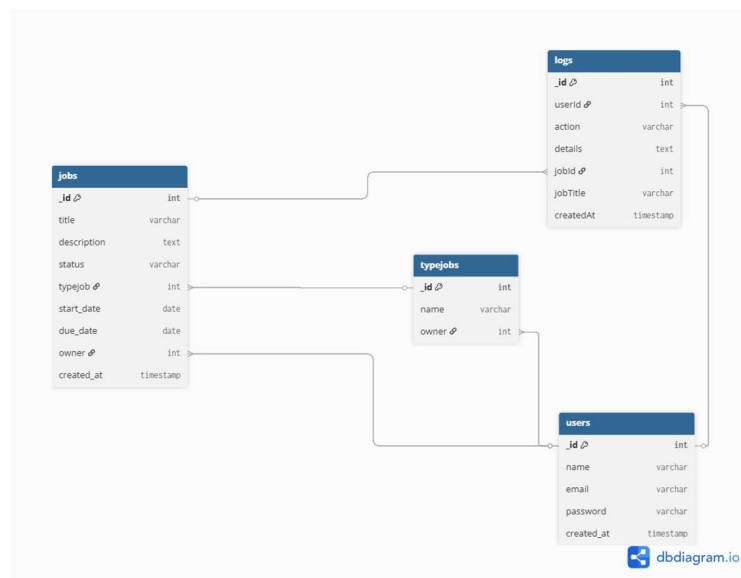 logs
_id int
userId int
action varchar
details text
jobId int
jobTitle varchar
createdAt timestamp
jobs
_id int
title varchar
description text
status varchar
typejob int
start_date date
due_date date
owner int
created_at timestamp
typejobs
_id int
name varchar
owner int
users
_id int
name varchar
email varchar
password varchar
created_at timestamp
dbdiagram.io